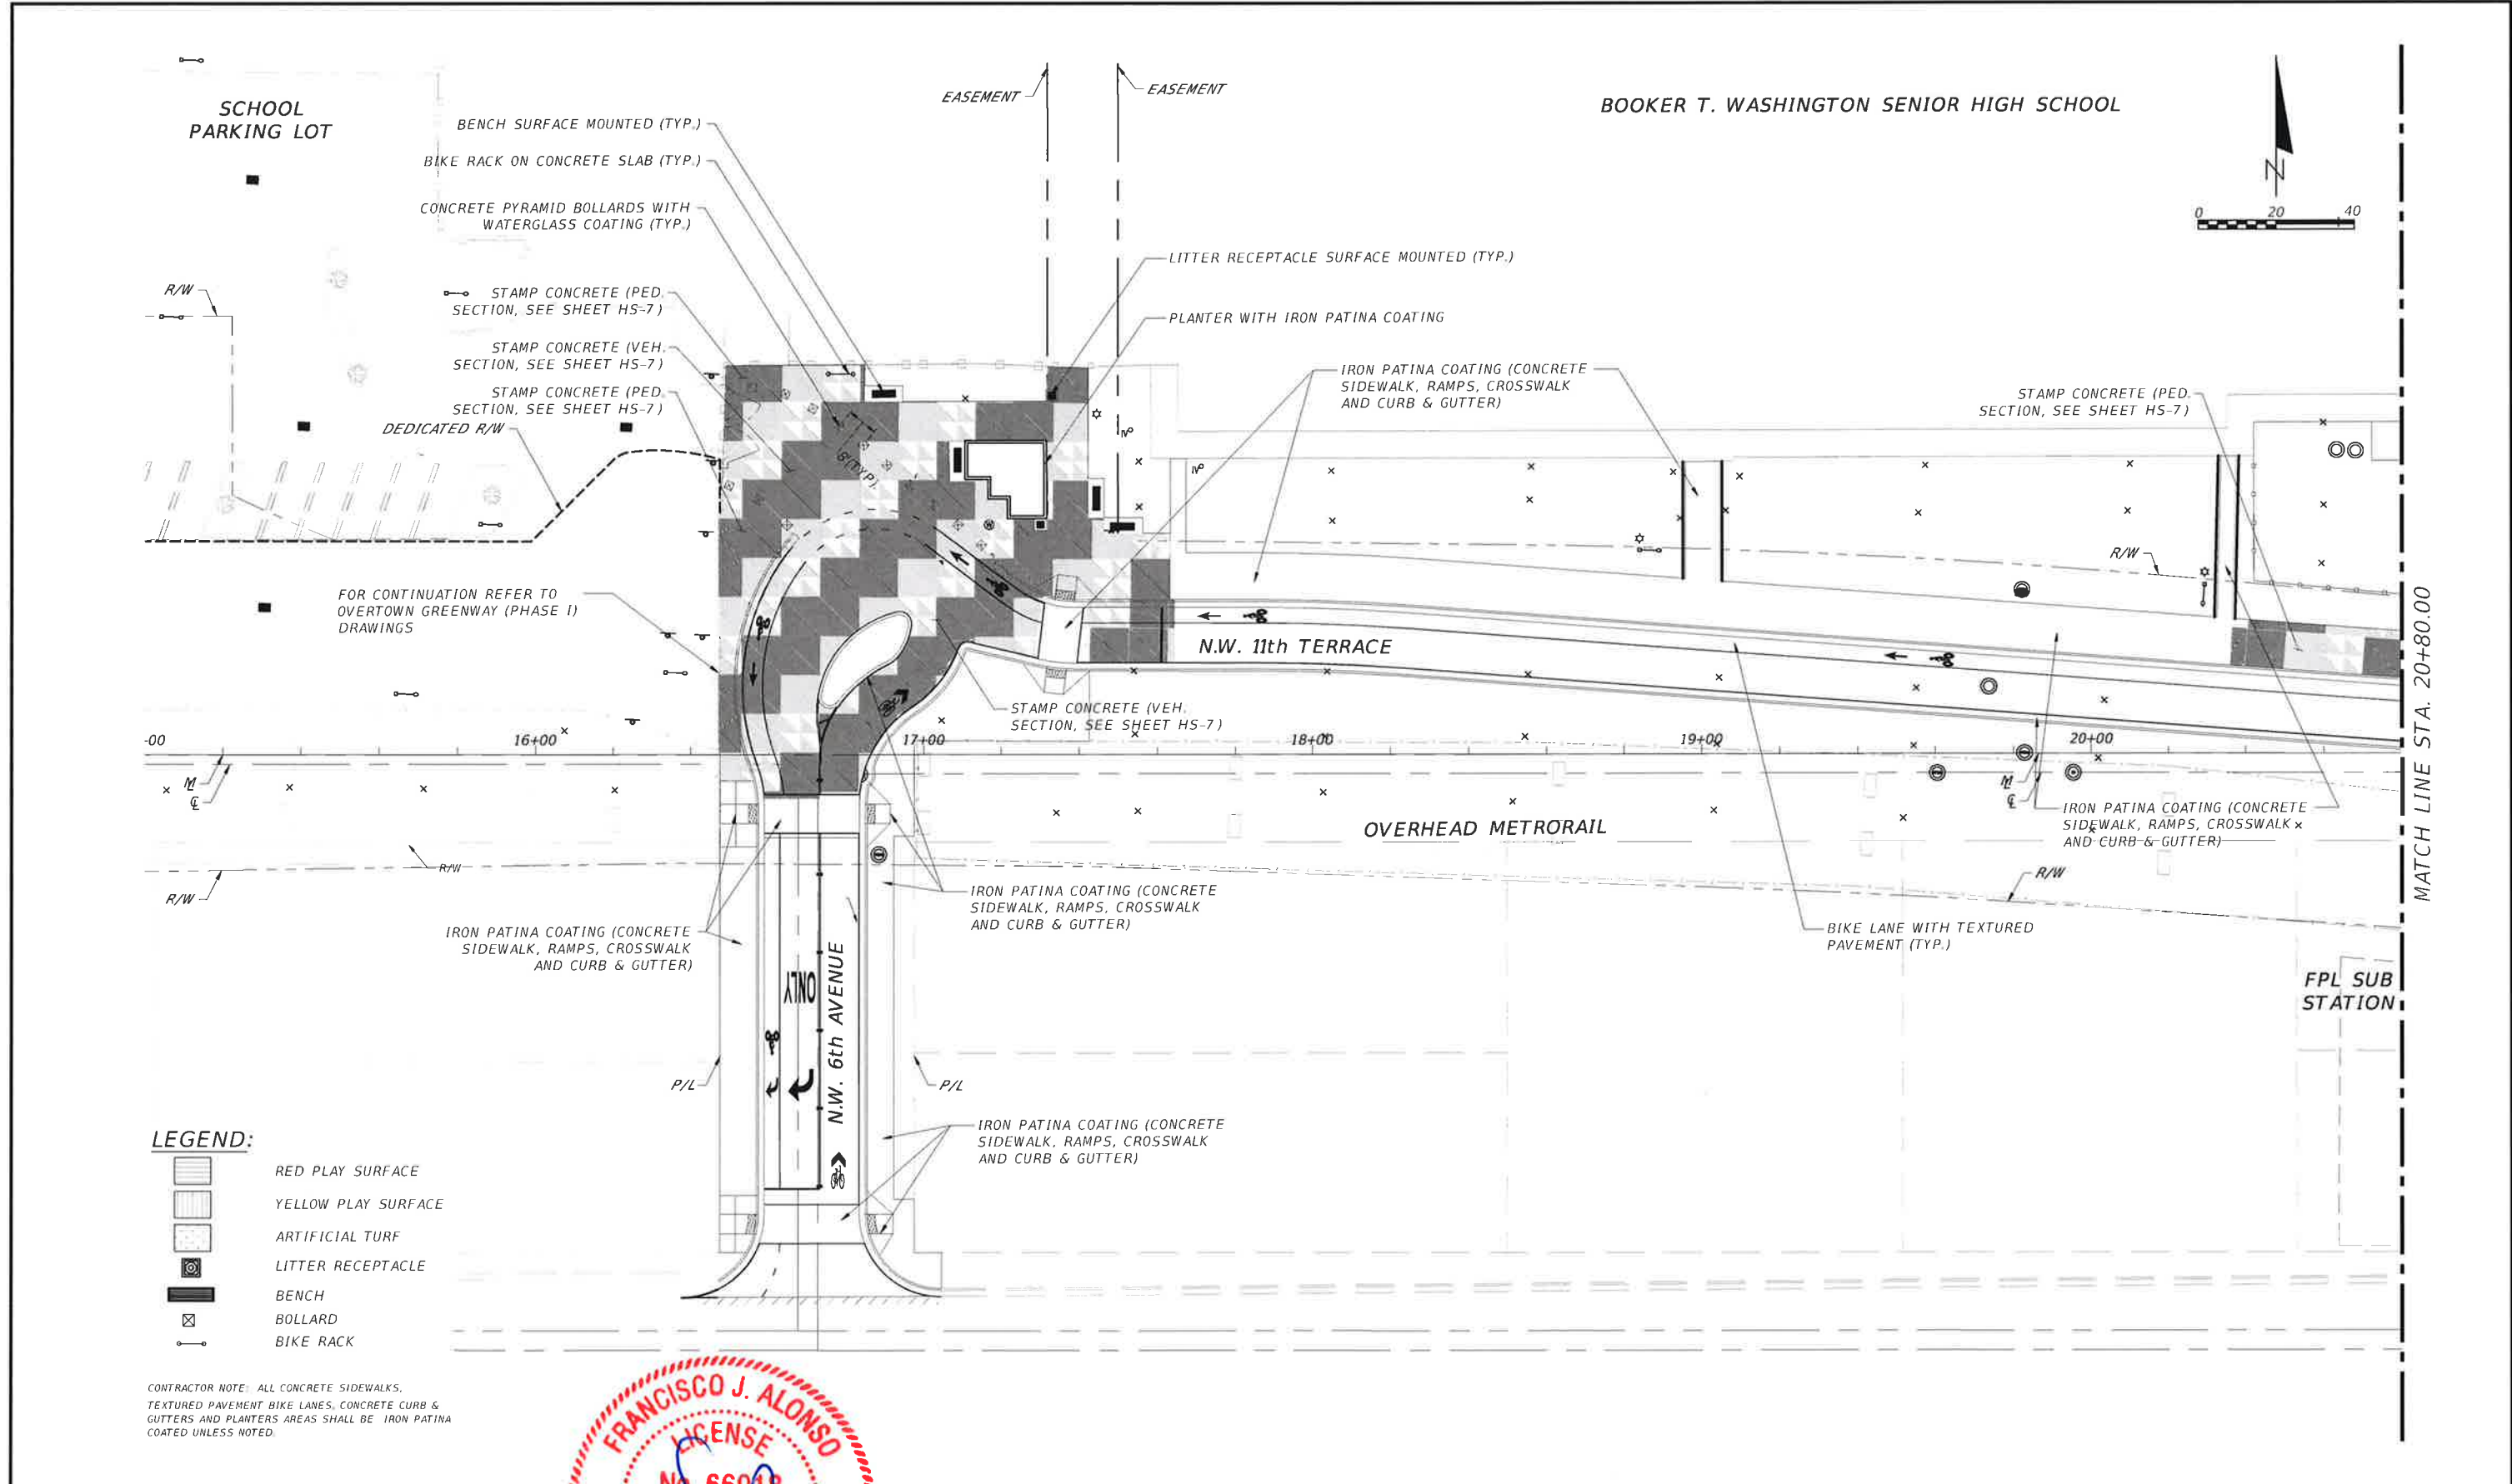 SCHOOL
PARKING LOT
EASEMENT
EASEMENT
BOOKER T. WASHINGTON SENIOR HIGH SCHOOL
N
0 20 40
BENCH SURFACE MOUNTED (TYP.)
BIKE RACK ON CONCRETE SLAB (TYP.)
CONCRETE PYRAMID BOLLARDS WITH
WATERGLASS COATING (TYP.)
STAMP CONCRETE (PED.
SECTION, SEE SHEET HS-7)
STAMP CONCRETE (VEH.
SECTION, SEE SHEET HS-7)
STAMP CONCRETE (PED.
SECTION, SEE SHEET HS-7)
R/W
DEDICATED R/W
LITTER RECEPTACLE SURFACE MOUNTED (TYP.)
PLANTER WITH IRON PATINA COATING
IRON PATINA COATING (CONCRETE
SIDEWALK, RAMPS, CROSSWALK
AND CURB & GUTTER)
STAMP CONCRETE (PED.
SECTION, SEE SHEET HS-7)
8'(TYP).
R/W
FOR CONTINUATION REFER TO
OVERTOWN GREENWAY (PHASE I)
DRAWINGS
N.W. 11th TERRACE
STAMP CONCRETE (VEH.
SECTION, SEE SHEET HS-7)
MATCH LINE STA. 20+80.00
-00 16+00 17+00 18+00 19+00 20+00
OVERHEAD METRORAIL
IRON PATINA COATING (CONCRETE
SIDEWALK, RAMPS, CROSSWALK
AND CURB & GUTTER)
R/W
R/W
R/W
IRON PATINA COATING (CONCRETE
SIDEWALK, RAMPS, CROSSWALK
AND CURB & GUTTER)
IRON PATINA COATING (CONCRETE
SIDEWALK, RAMPS, CROSSWALK
AND CURB & GUTTER)
BIKE LANE WITH TEXTURED
PAVEMENT (TYP.)
FPL SUB
STATION
ONLY
N.W. 6th AVENUE
P/L
P/L
IRON PATINA COATING (CONCRETE
SIDEWALK, RAMPS, CROSSWALK
AND CURB & GUTTER)
LEGEND:
RED PLAY SURFACE
YELLOW PLAY SURFACE
ARTIFICIAL TURF
LITTER RECEPTACLE
BENCH
BOLLARD
BIKE RACK
CONTRACTOR NOTE: ALL CONCRETE SIDEWALKS,
TEXTURED PAVEMENT BIKE LANES, CONCRETE CURB &
GUTTERS AND PLANTERS AREAS SHALL BE IRON PATINA
COATED UNLESS NOTED.
FRANCISCO J. ALONSO
LICENSE